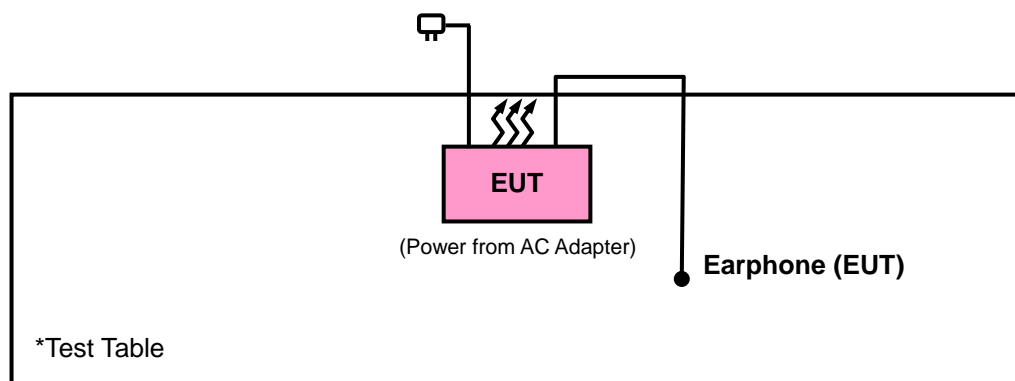 EUT
(Power from AC Adapter)
Earphone (EUT)
*Test Table